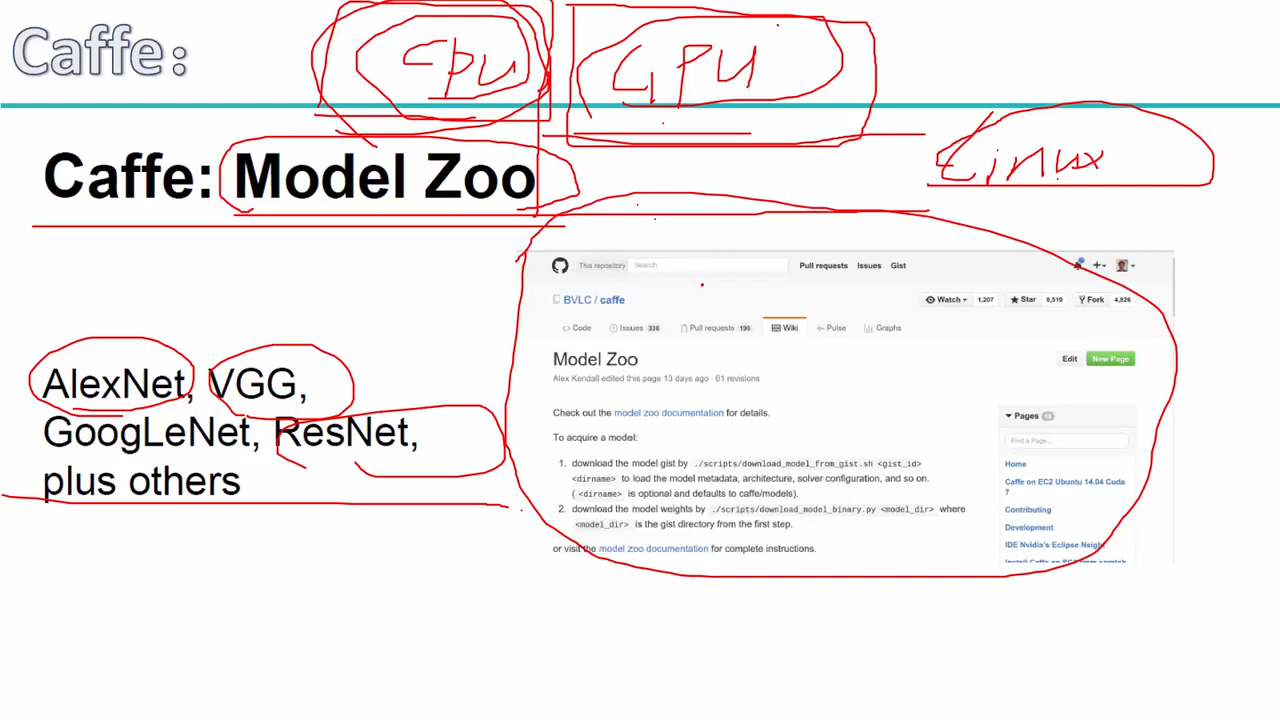 Caffe:
cpu GPU
Linux
Caffe: Model Zoo
AlexNet, VGG,
GoogLeNet, ResNet,
plus others
This repository Search Pull requests Issues Gist
BVLC / caffe
Watch 1,207 Star 8,519 Fork 4,826
Code Issues 336 Pull requests 190 Wiki Pulse Graphs
Model Zoo
Edit New Page
Alex Kendall edited this page 13 days ago · 61 revisions
Check out the model zoo documentation for details.
To acquire a model:
1. download the model gist by ./scripts/download_model_from_gist.sh <gist_id>
<dirname> to load the model metadata, architecture, solver configuration, and so on.
( <dirname> is optional and defaults to caffe/models).
2. download the model weights by ./scripts/download_model_binary.py <model_dir> where
<model_dir> is the gist directory from the first step.
or visit the model zoo documentation for complete instructions.
Pages
Find a Page...
Home
Caffe on EC2 Ubuntu 14.04 Cuda
7
Contributing
Development
IDE Nvidia's Eclipse Nsight
Install Caffe on EC2 from scratch